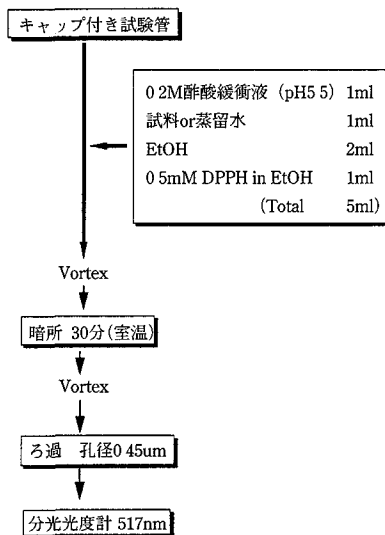 キャップ付き試験管
0 2M酢酸緩衝液 (pH5 5) 1ml
試料or蒸留水 1ml
EtOH 2ml
0 5mM DPPH in EtOH 1ml
(Total 5ml)
Vortex
暗所 30分(室温)
Vortex
ろ過 孔径0 45um
分光光度計 517nm